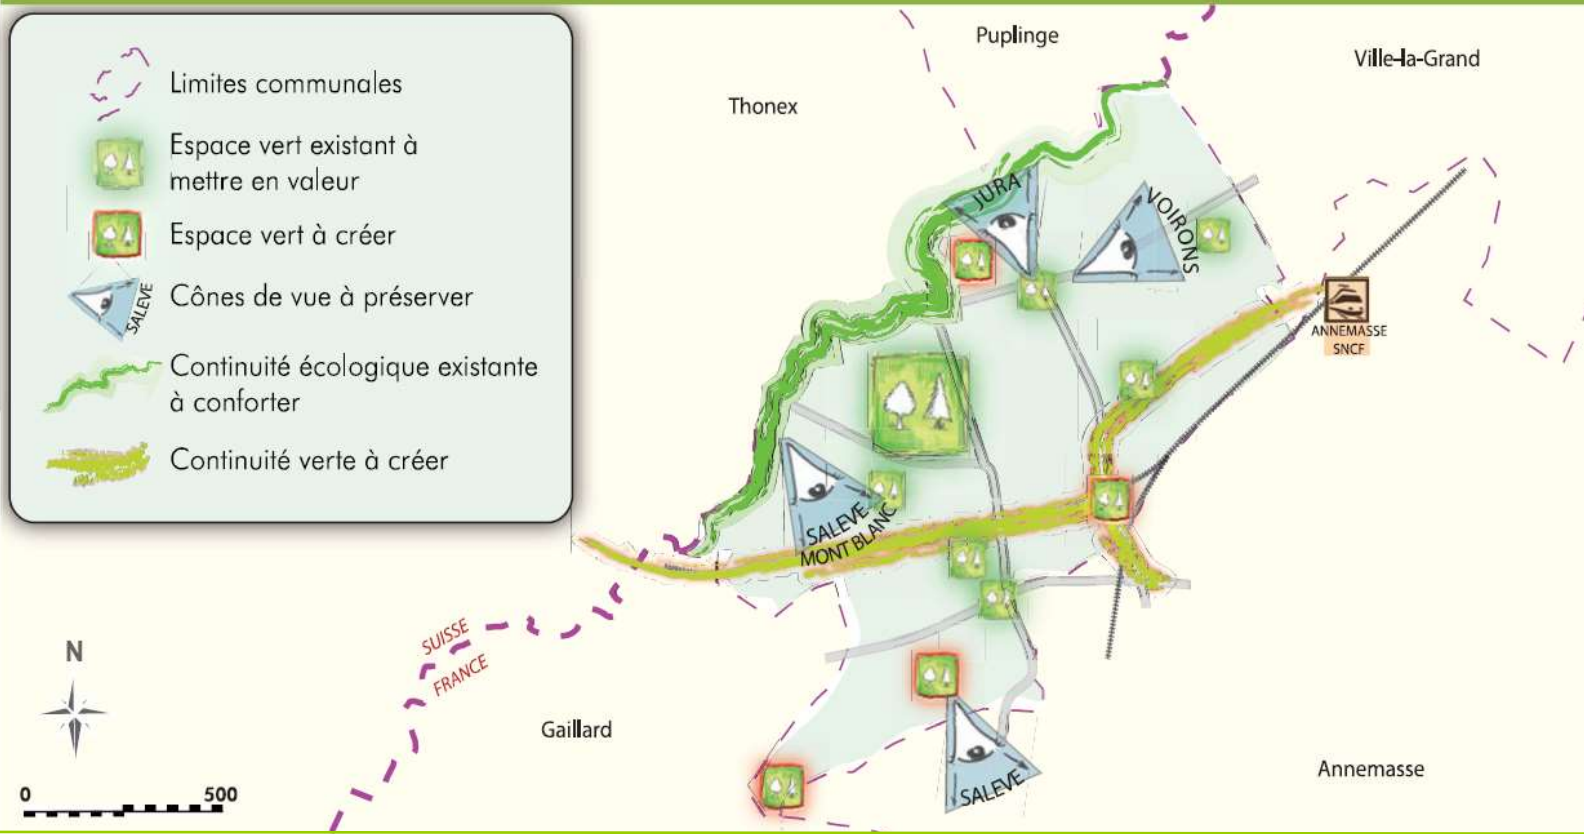 Limites communales
Espace vert existant à
mettre en valeur
Espace vert à créer
SALEVE
Cônes de vue à préserver
Continuité écologique existante
à conforter
Continuité verte à créer
Puplinge
Ville-la-Grand
Thonex
JURA
VOIRONS
ANNEMASSE
SNCF
SALEVE
MONT BLANC
SUISSE
FRANCE
N
Gaillard
SALEVE
Annemasse
0 500